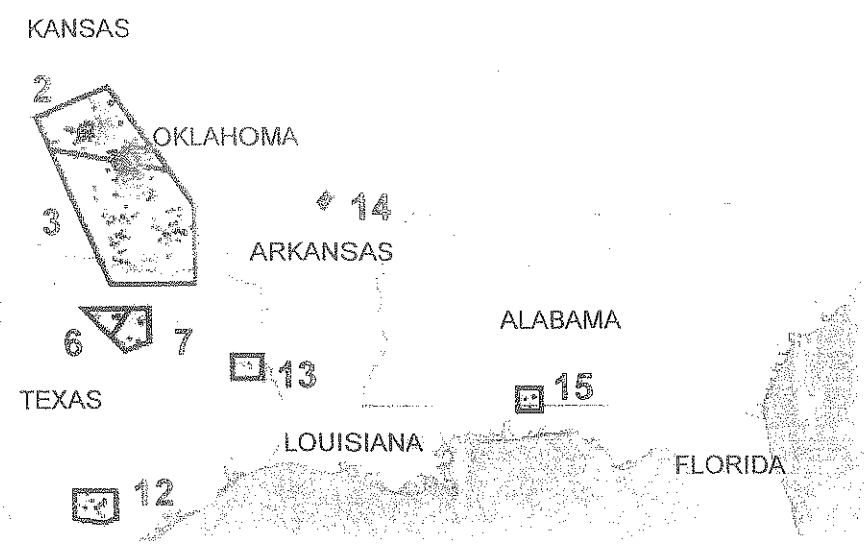 KANSAS
2
OKLAHOMA
3
14
ARKANSAS
6
7
ALABAMA
13
15
TEXAS
LOUISIANA
FLORIDA
12